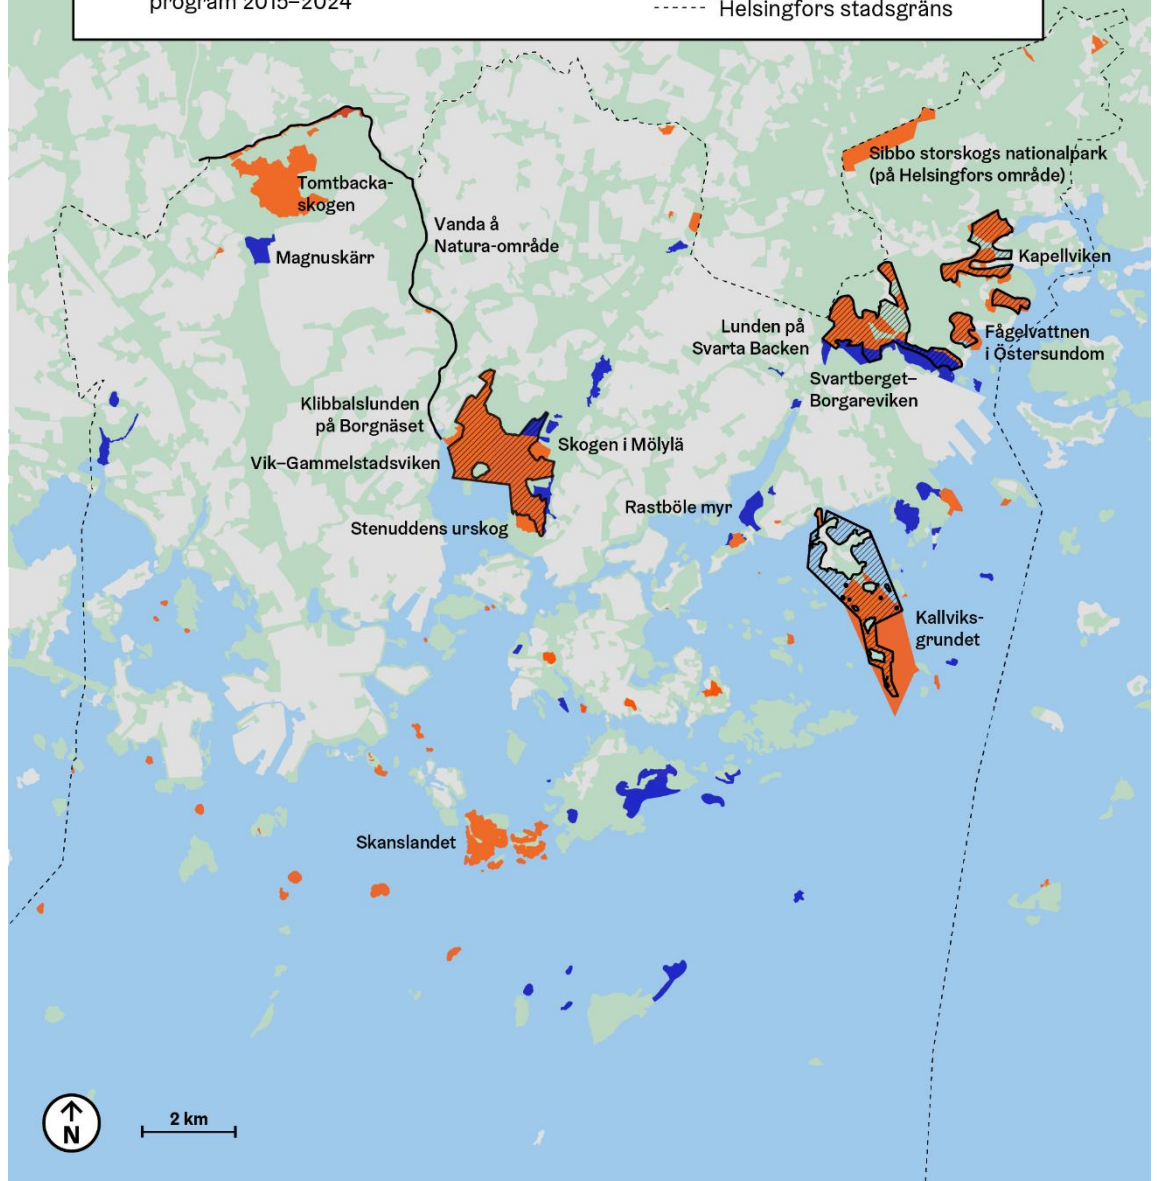 program 2015–2024
Helsingfors stadsgräns
Sibbo storskogs nationalpark
(på Helsingfors område)
Tomtbacka-
skogen
Vanda å
Natura-område
Magnuskärr
Kapellviken
Lunden på
Svarta Backen
Fågelvattnen
i Östersundom
Svartberget–
Borgareviken
Klibbalslunden
på Borgnäset
Skogen i Mölylä
Vik–Gammelstadsviken
Rastböle myr
Stenuddens urskog
Kallviks-
grundet
Skanslandet
N
2 km